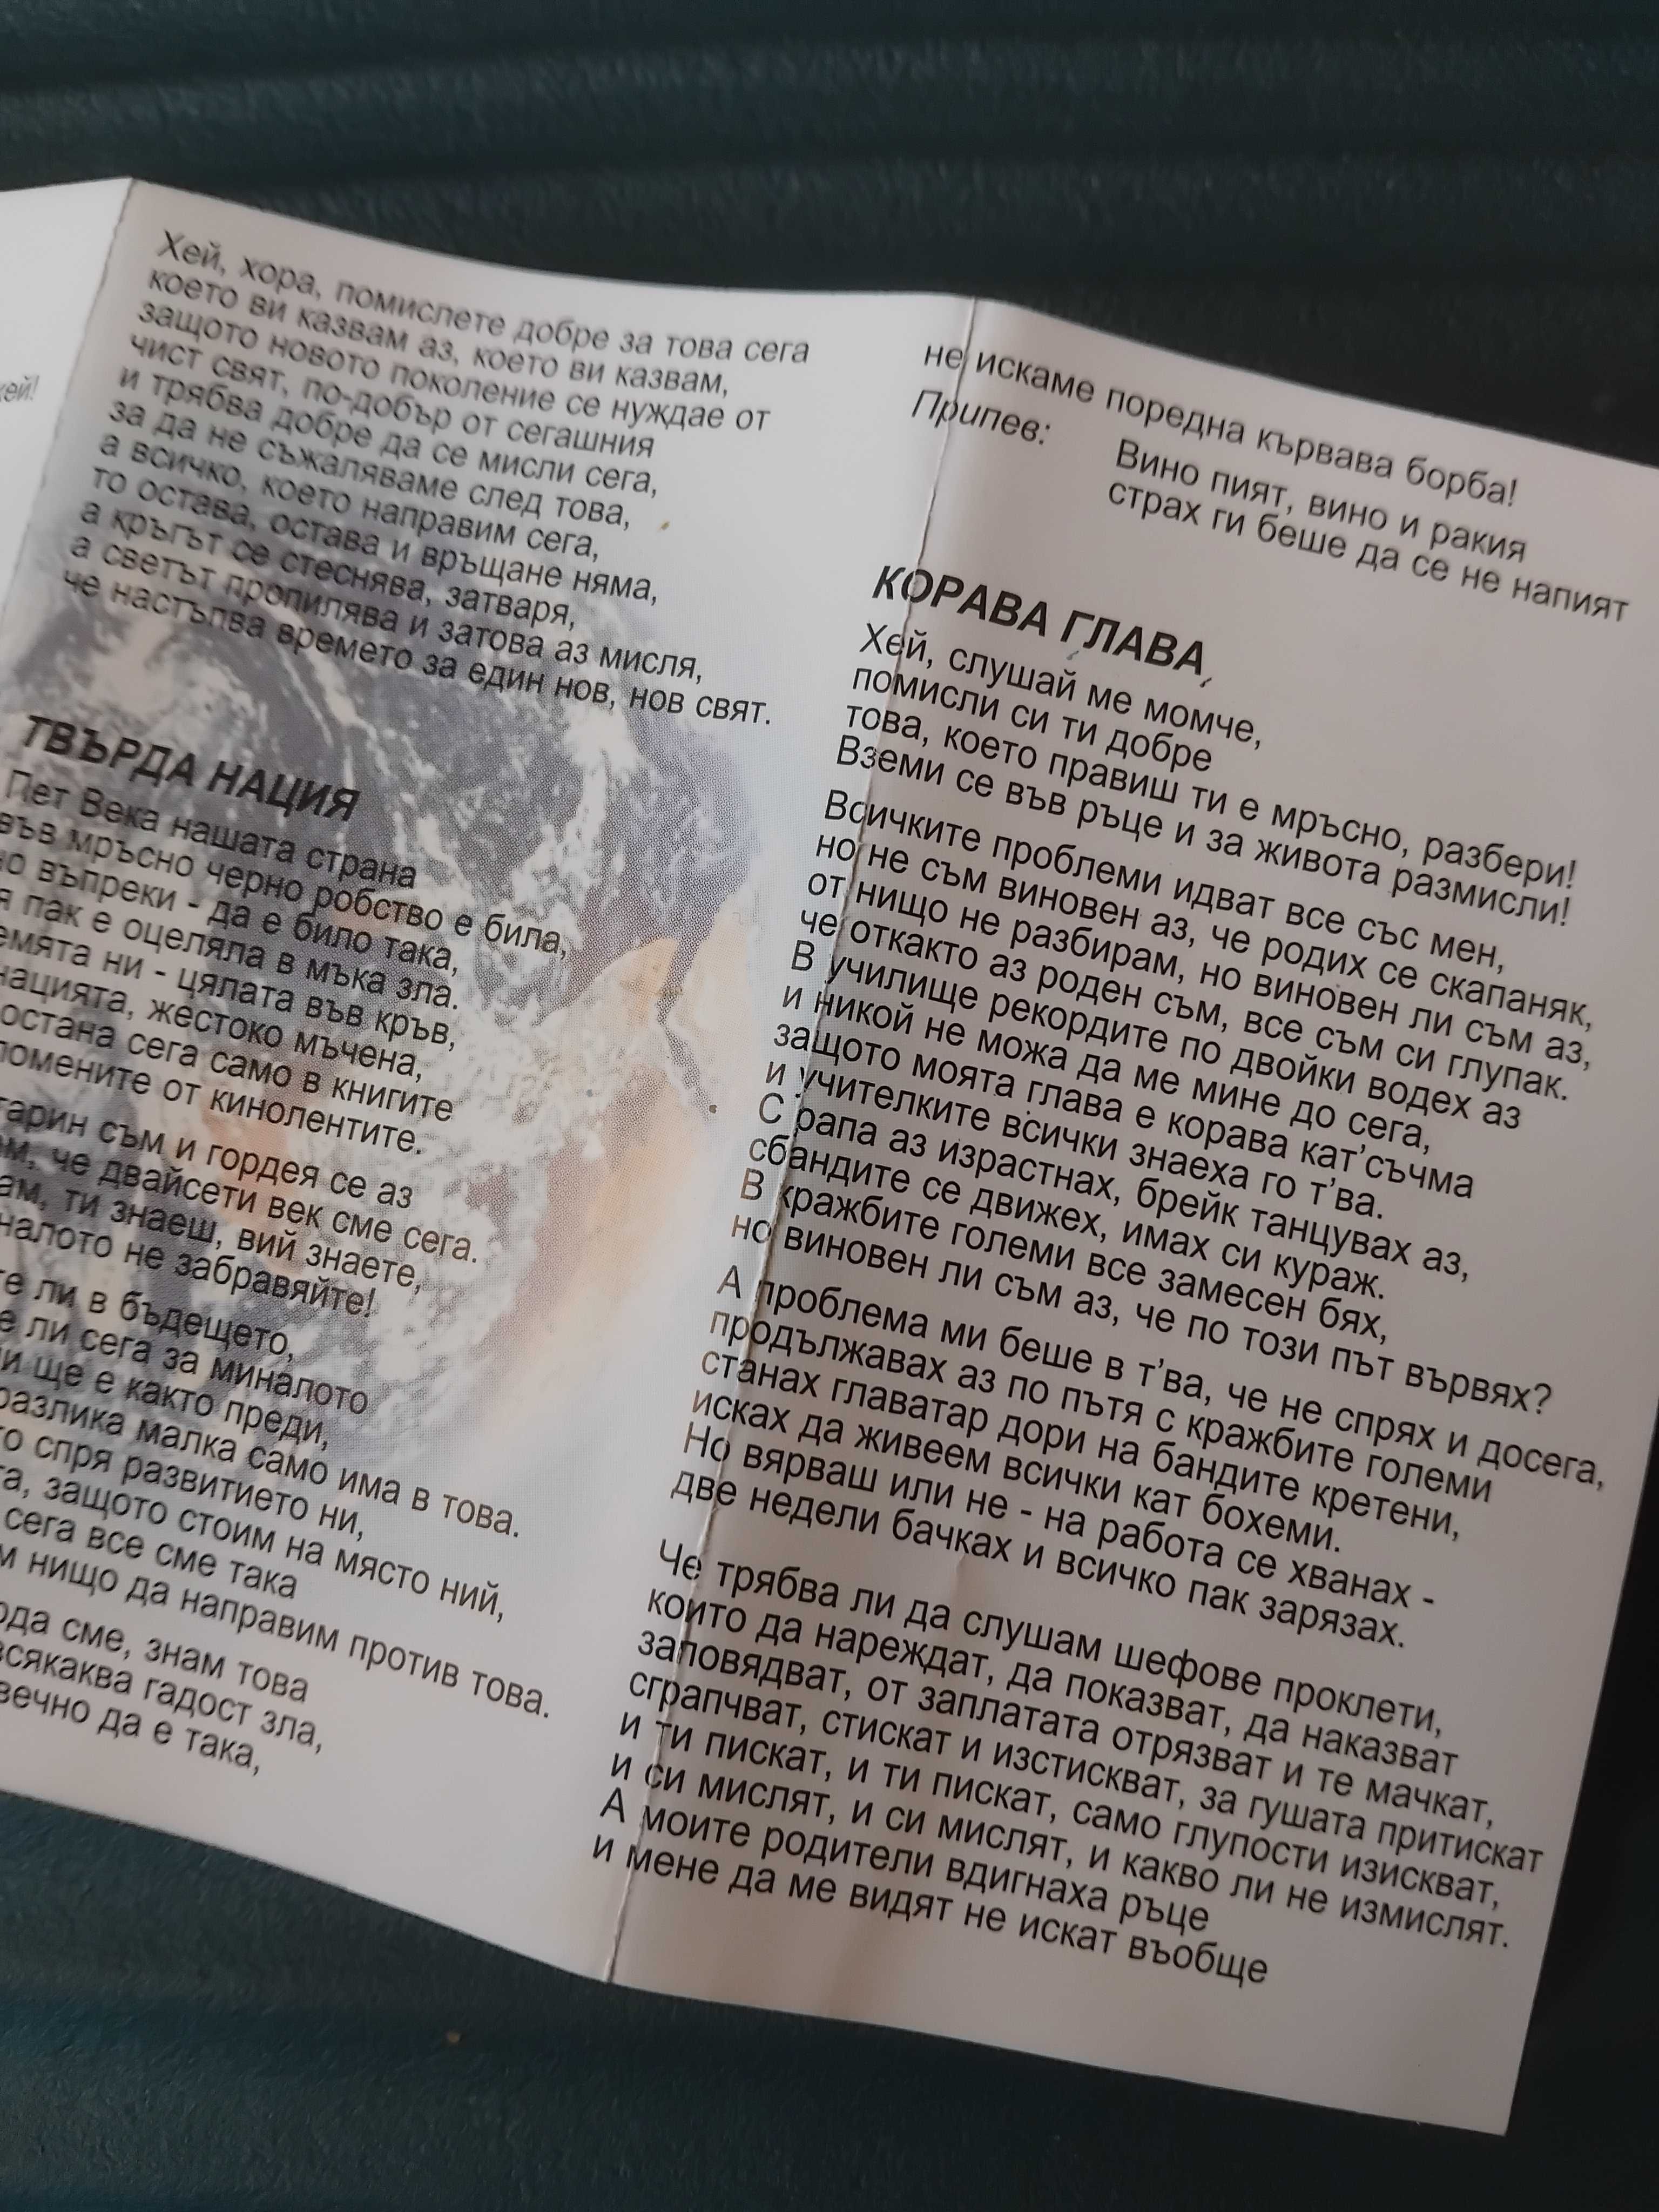 кей!
Хей, хора, помислете добре за това сега
което ви казвам аз, което ви казвам,
защото новото поколение се нуждае от
чист свят, по-добър от сегашния
и трябва добре да се мисли сега,
за да не съжаляваме след това,
а всичко, което направим сега,
то остава, остава и връщане няма,
а кръгът се стеснява, затваря,
а светът пропилява и затова аз мисля,
че настъпва времето за един нов, нов свят.
ТВЪРДА НАЦИЯ
Пет Века нашата страна
във мръсно черно робство е била,
но въпреки - да е било така,
я пак е оцеляла в мъка зла.
емята ни - цялата във кръв,
нацията, жестоко мъчена,
остана сега само в книгите
помените от кинолентите.
гарин съм и гордея се аз
ам, че двайсети век сме сега.
ам, ти знаеш, вий знаете,
налото не забравяйте!
те ли в бъдещето,
е ли сега за миналото
и ще е както преди,
разлика малка само има в това.
то спря развитието ни,
га, защото стоим на място ний,
сега все сме така
м нищо да направим против това.
ода сме, знам това
всякаква гадост зла,
вечно да е така,
не искаме поредна кървава борба!
Припев: Вино пият, вино и ракия
страх ги беше да се не напият
КОРАВА ГЛАВА
Хей, слушай ме момче,
помисли си ти добре
това, което правиш ти е мръсно, разбери!
Вземи се във ръце и за живота размисли!
Всичките проблеми идват все със мен,
но не съм виновен аз, че родих се скапаняк,
от нищо не разбирам, но виновен ли съм аз,
че откакто аз роден съм, все съм си глупак.
В училище рекордите по двойки водех аз
и никой не можа да ме мине до сега,
защото моята глава е корава кат'съчма
и учителките всички знаеха го т'ва.
С рапа аз израстнах, брейк танцувах аз,
сбандите се движех, имах си кураж.
В кражбите големи все замесен бях,
но виновен ли съм аз, че по този път вървях?
А проблема ми беше в т'ва, че не спрях и досега,
продължавах аз по пътя с кражбите големи
станах главатар дори на бандите кретени,
исках да живеем всички кат бохеми.
Но вярваш или не - на работа се хванах -
две недели бачках и всичко пак зарязах.
Че трябва ли да слушам шефове проклети,
които да нареждат, да показват, да наказват
заповядват, от заплатата отрязват и те мачкат,
сграпчват, стискат и изстискват, за гушата притискат
и ти пискат, и ти пискат, само глупости изискват,
и си мислят, и си мислят, и какво ли не измислят.
А моите родители вдигнаха ръце
и мене да ме видят не искат въобще